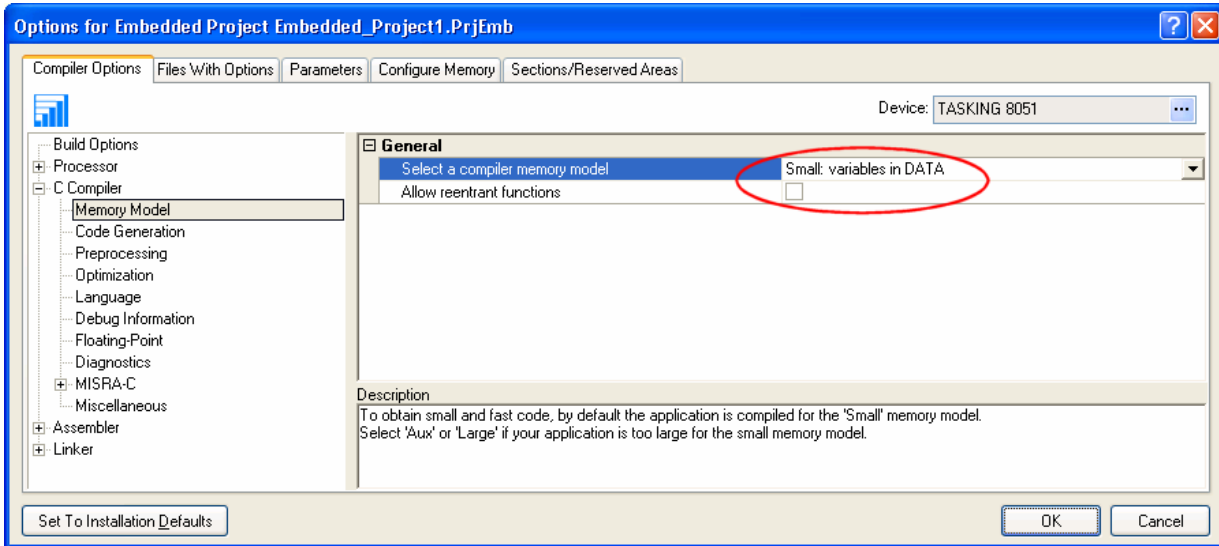 Options for Embedded Project Embedded_Project1.PrjEmb
Compiler Options Files With Options Parameters Configure Memory Sections/Reserved Areas
Device: TASKING 8051 ...
Build Options
Processor
C Compiler
Memory Model
Code Generation
Preprocessing
Optimization
Language
Debug Information
Floating-Point
Diagnostics
MISRA-C
Miscellaneous
Assembler
Linker
General
Select a compiler memory model Small: variables in DATA
Allow reentrant functions
Description
To obtain small and fast code, by default the application is compiled for the 'Small' memory model.
Select 'Aux' or 'Large' if your application is too large for the small memory model.
Set To Installation Defaults OK Cancel